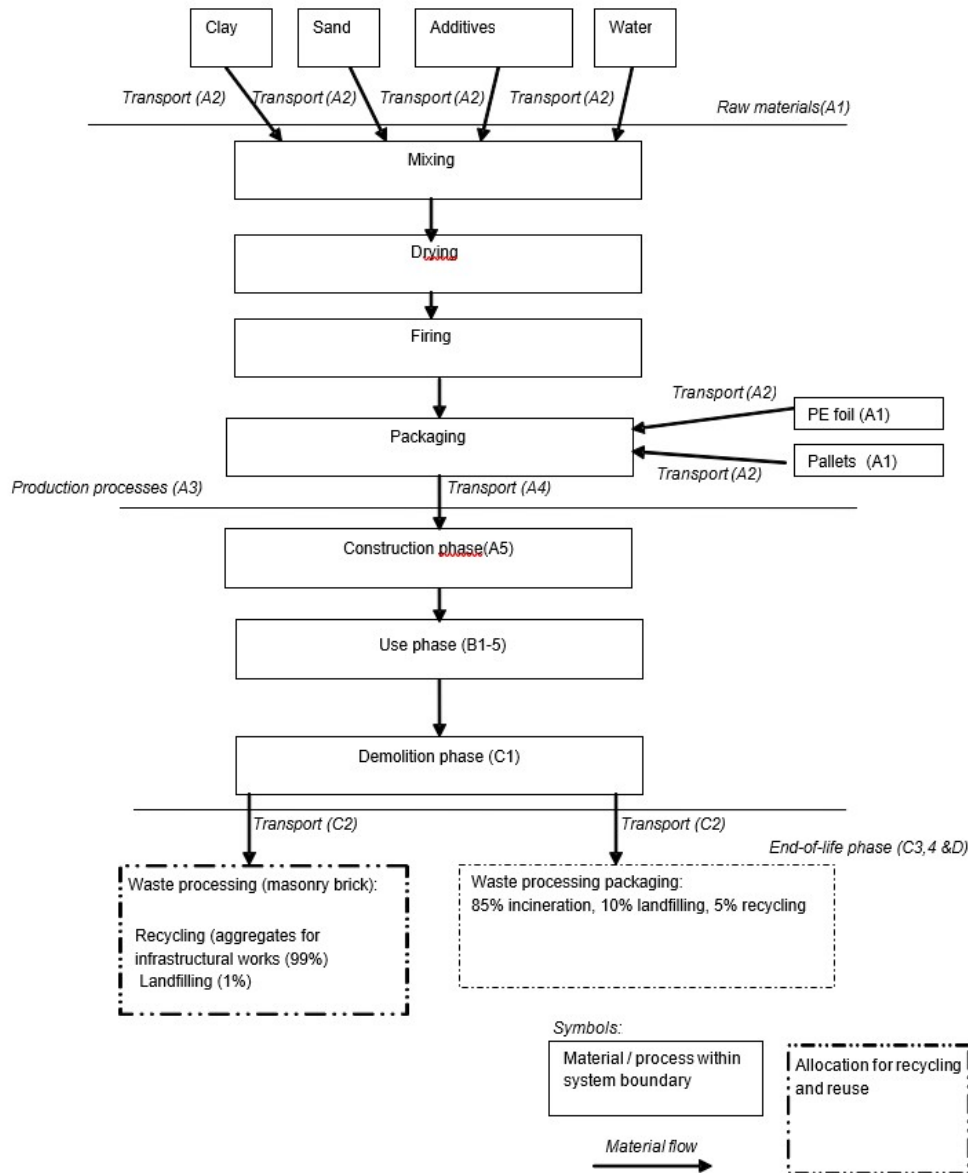 Clay
Sand
Additives
Water
Transport (A2)
Transport (A2)
Transport (A2)
Transport (A2)
Raw materials(A1)
Mixing
Drying
Firing
Transport (A2)
PE foil (A1)
Packaging
Pallets (A1)
Transport (A2)
Production processes (A3)
Transport (A4)
Construction phase(A5)
Use phase (B1-5)
Demolition phase (C1)
Transport (C2)
Transport (C2)
End-of-life phase (C3,4 &D)
Waste processing (masonry brick):
Recycling (aggregates for
infrastructural works (99%)
Landfilling (1%)
Waste processing packaging:
85% incineration, 10% landfilling, 5% recycling
Symbols:
Material / process within
system boundary
Allocation for recycling
and reuse
Material flow